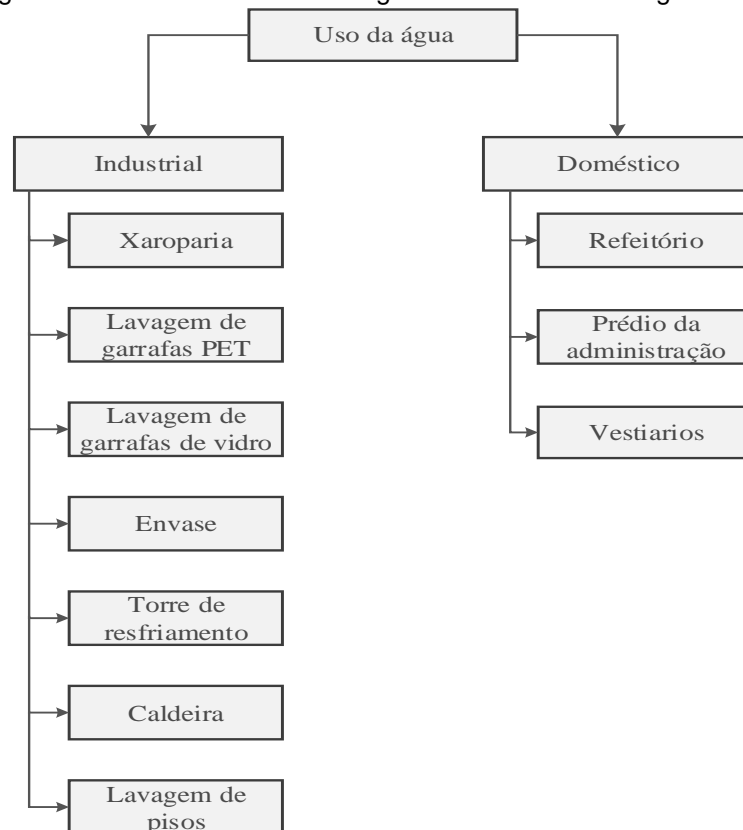 Uso da água
Industrial
Xaroparia
Lavagem de
garrafas PET
Lavagem de
garrafas de vidro
Envase
Torre de
resfriamento
Caldeira
Lavagem de
pisos
Doméstico
Refeitório
Prédio da
administração
Vestiarios